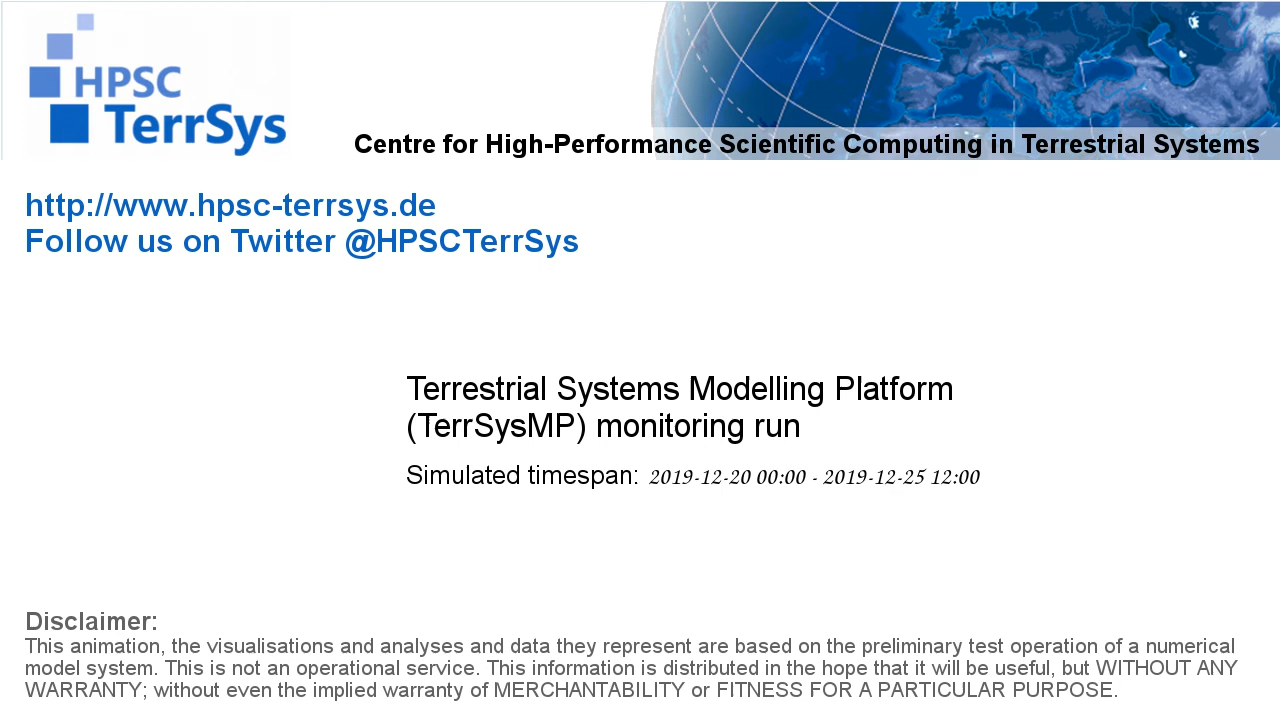 HPSC
TerrSys
Centre for High-Performance Scientific Computing in Terrestrial Systems
http://www.hpsc-terrsys.de
Follow us on Twitter @HPSCTerrSys
Terrestrial Systems Modelling Platform
(TerrSysMP) monitoring run
Simulated timespan: 2019-12-20 00:00 - 2019-12-25 12:00
Disclaimer:
This animation, the visualisations and analyses and data they represent are based on the preliminary test operation of a numerical
model system. This is not an operational service. This information is distributed in the hope that it will be useful, but WITHOUT ANY
WARRANTY; without even the implied warranty of MERCHANTABILITY or FITNESS FOR A PARTICULAR PURPOSE.